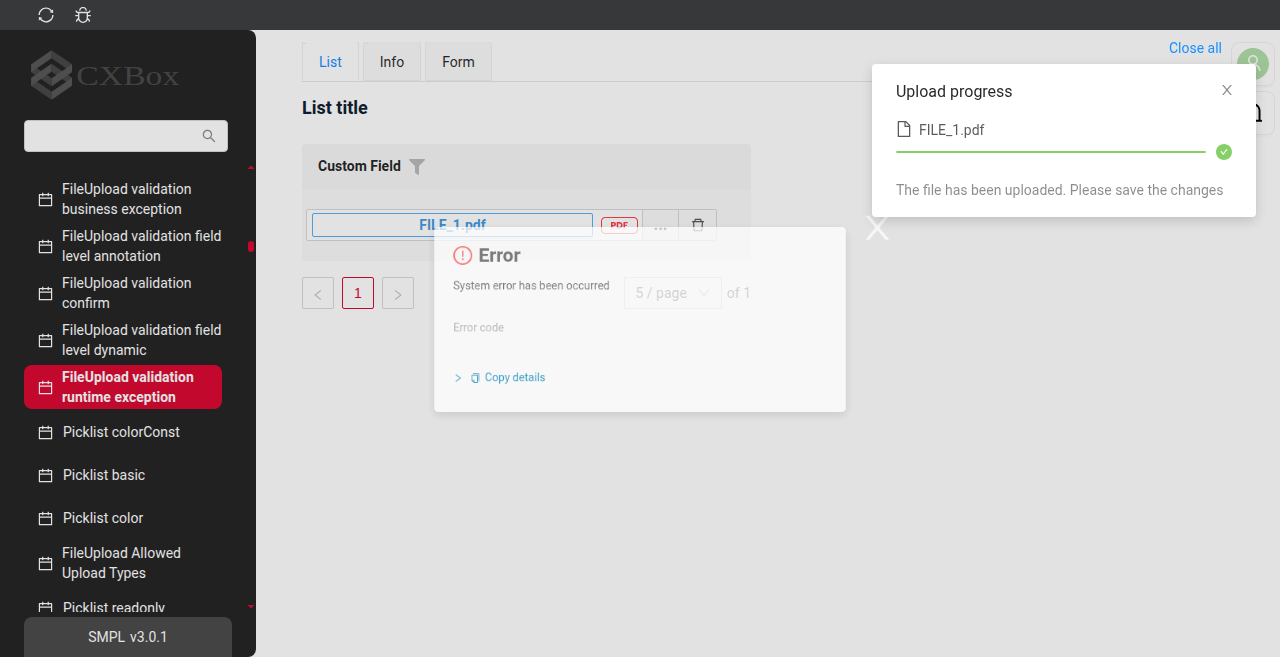 CXBox
FileUpload validation
business exception
FileUpload validation field
level annotation
FileUpload validation
confirm
FileUpload validation field
level dynamic
FileUpload validation
runtime exception
Picklist colorConst
Picklist basic
Picklist color
FileUpload Allowed
Upload Types
Picklist readonly
SMPL v3.0.1
List
Info
Form
List title
Custom Field
FILE_1.pdf
PDF
...
< 1 >
5 / page
of 1
Error
System error has been occurred
Error code
Copy details
Close all
Upload progress
FILE_1.pdf
The file has been uploaded. Please save the changes